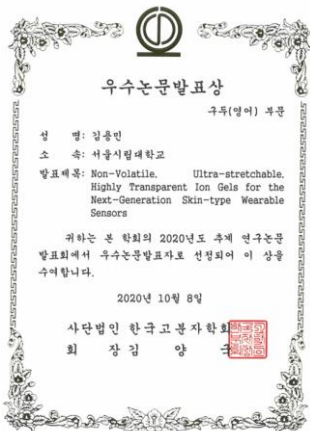 우수논문발표상
구두(영어) 부문
성 명: 김용민
소 속: 서울시립대학교
발표제목: Non-Volatile, Ultra-stretchable,
Highly Transparent Ion Gels for the
Next-Generation Skin-type Wearable
Sensors
귀하는 본 학회의 2020년도 추계 연구논문
발표회에서 우수논문발표자로 선정되어 이 상을
수여합니다.
2020년 10월 8일
사단법인 한국고분자학회
회 장 김 양 국